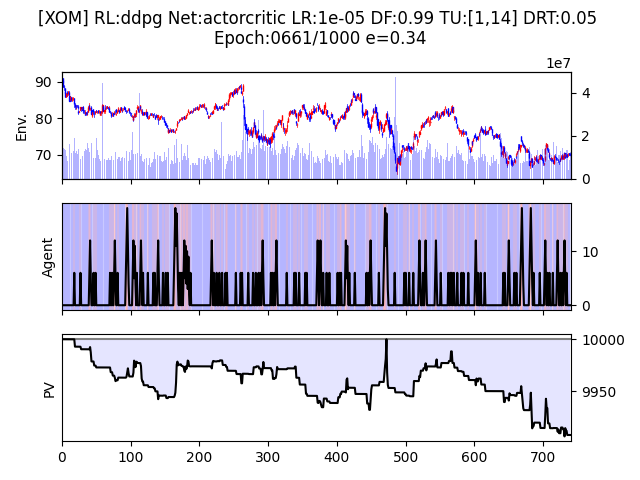 [XOM] RL:ddpg Net:actorcritic LR:1e-05 DF:0.99 TU:[1,14] DRT:0.05
Epoch:0661/1000 e=0.34
1e7
90
80
70
Env.
4
2
0
Agent
10
0
PV
10000
9950
0 100 200 300 400 500 600 700